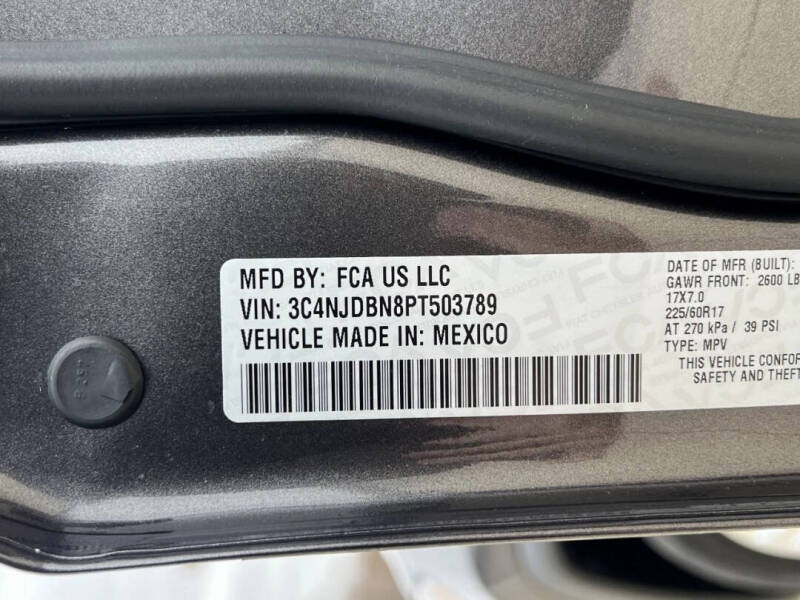 MFD BY: FCA US LLC
VIN: 3C4NJDBN8PT503789
VEHICLE MADE IN: MEXICO
DATE OF MFR (BUILT):
GAWR FRONT: 2600 LB
17X7.0
225/60R17
AT 270 kPa / 39 PSI
TYPE: MPV
THIS VEHICLE CONFOR
SAFETY AND THEFT